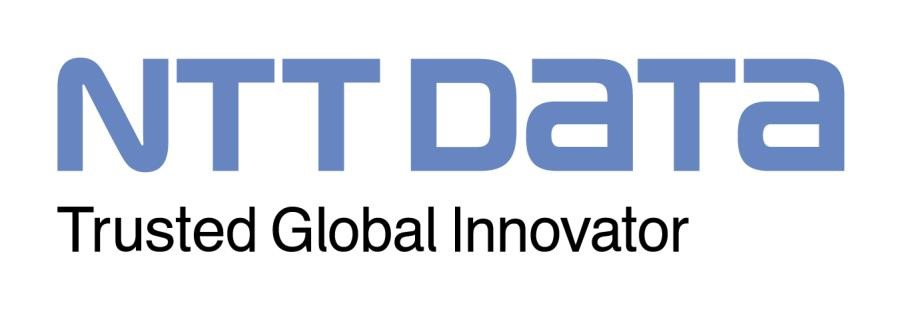 NTT DATA
Trusted Global Innovator